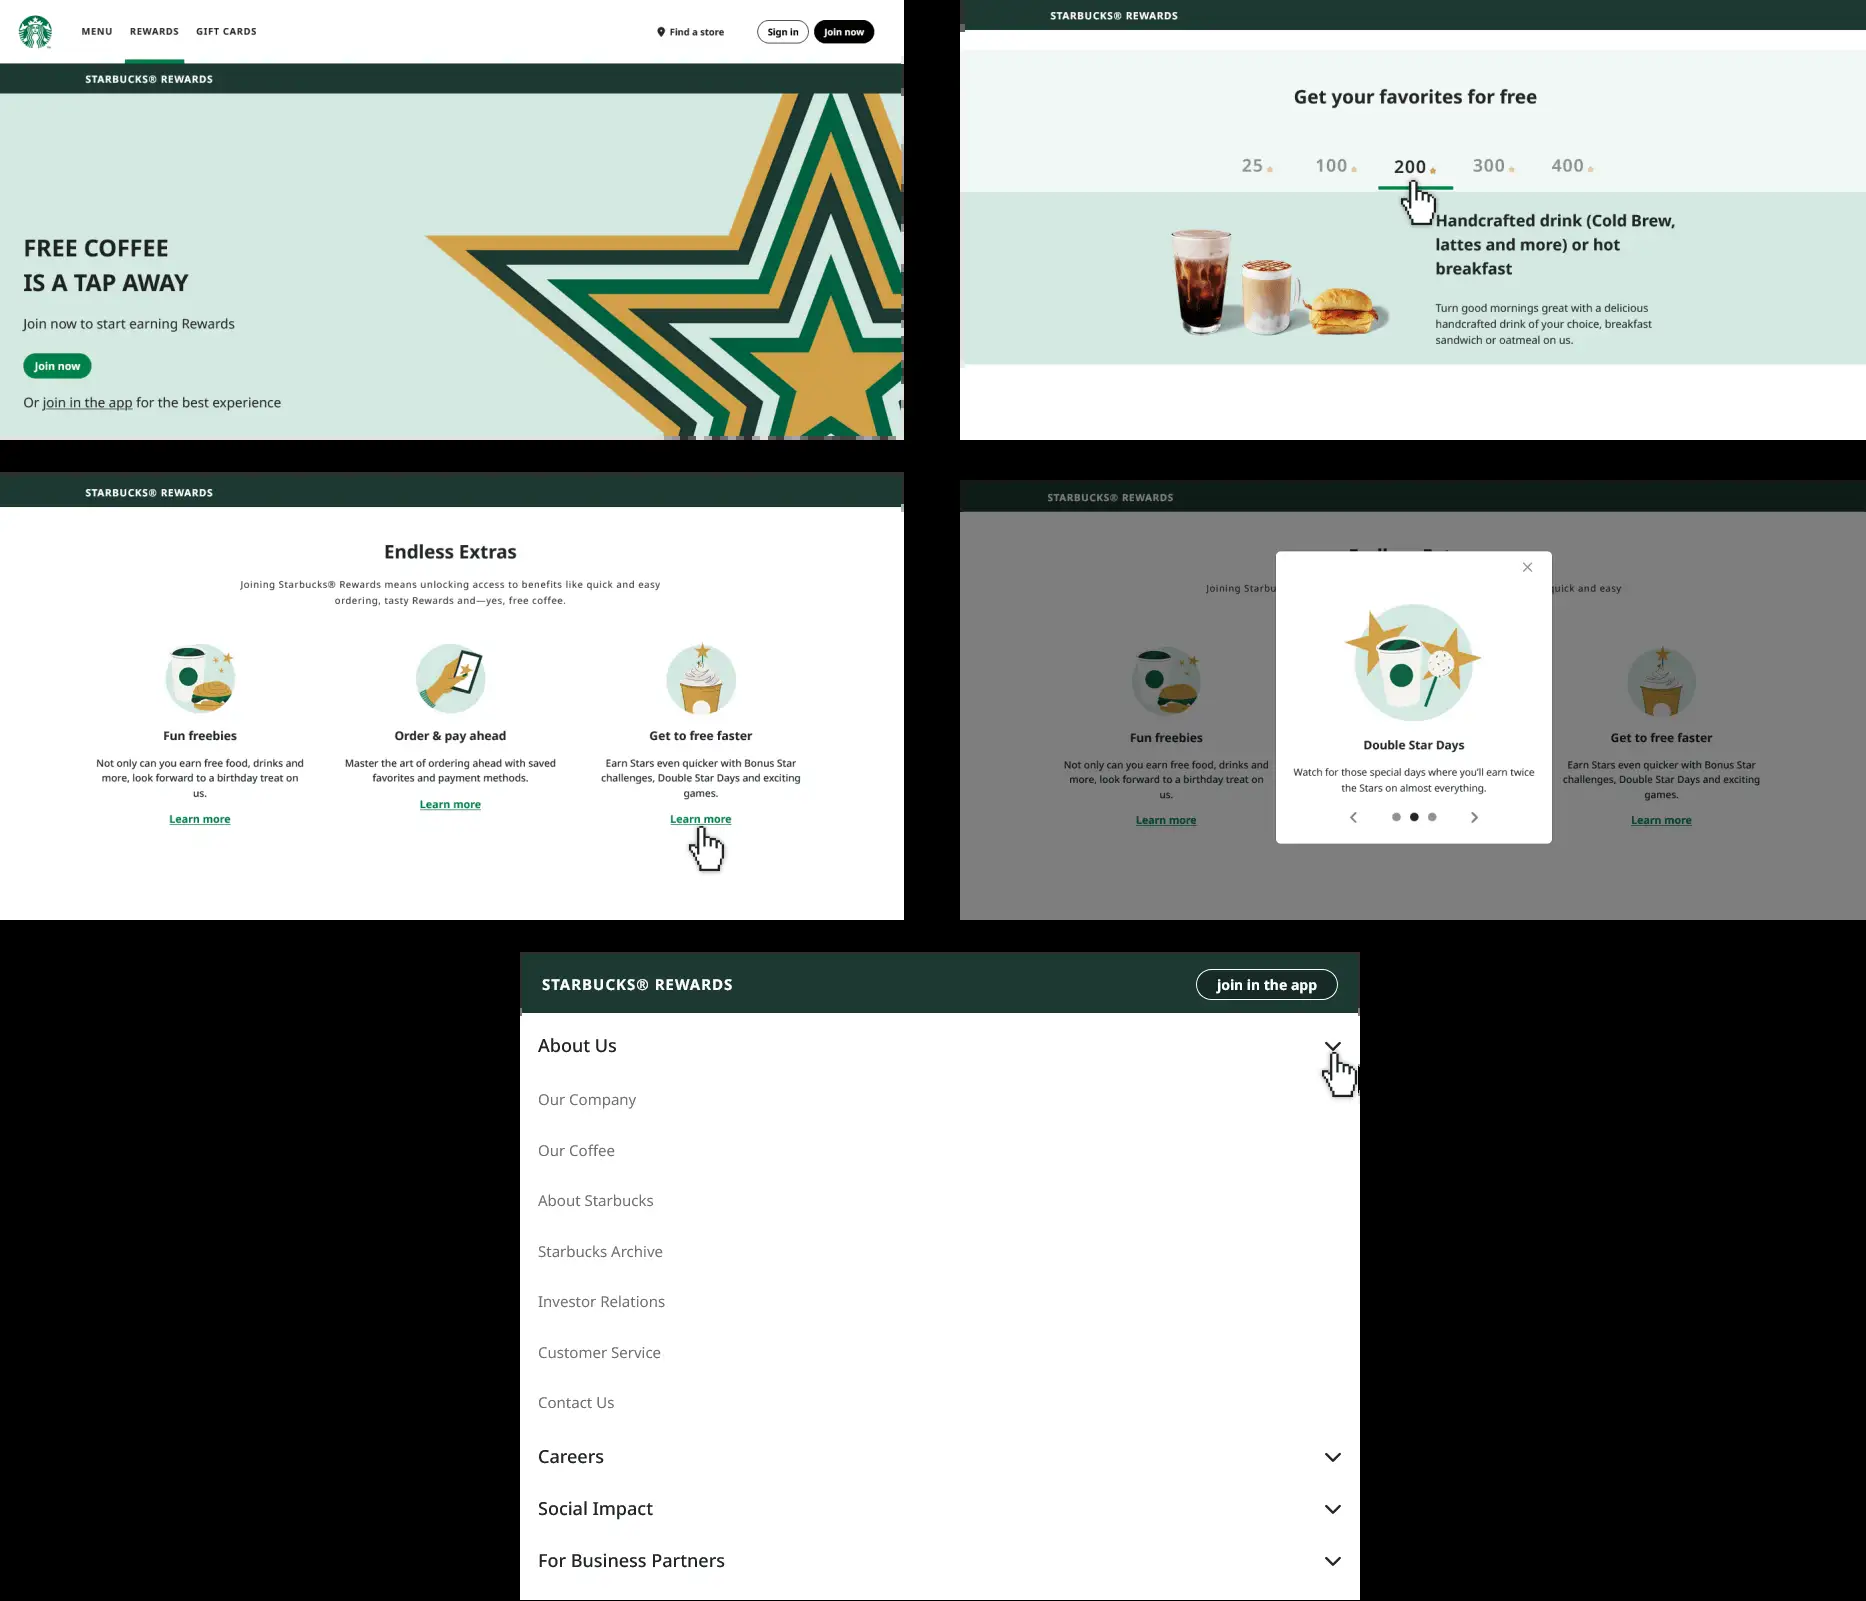 MENU REWARDS GIFT CARDS
Find a store Sign in Join now
STARBUCKS® REWARDS
FREE COFFEE
IS A TAP AWAY
Join now to start earning Rewards
Join now
Or join in the app for the best experience
STARBUCKS® REWARDS
Get your favorites for free
25 100 200 300 400
Handcrafted drink (Cold Brew,
lattes and more) or hot
breakfast
Turn good mornings great with a delicious
handcrafted drink of your choice, breakfast
sandwich or oatmeal on us.
STARBUCKS® REWARDS
Endless Extras
Joining Starbucks® Rewards means unlocking access to benefits like quick and easy
ordering, tasty Rewards and—yes, free coffee.
Fun freebies
Not only can you earn free food, drinks and
more, look forward to a birthday treat on
us.
Learn more
Order & pay ahead
Master the art of ordering ahead with saved
favorites and payment methods.
Learn more
Get to free faster
Earn Stars even quicker with Bonus Star
challenges, Double Star Days and exciting
games.
Learn more
STARBUCKS® REWARDS
Joining Starbu
quick and easy
Fun freebies
Not only can you earn free food, drinks and
more, look forward to a birthday treat on
us.
Learn more
Double Star Days
Watch for those special days where you'll earn twice
the Stars on almost everything.
Get to free faster
Earn Stars even quicker with Bonus Star
challenges, Double Star Days and exciting
games.
Learn more
STARBUCKS® REWARDS
join in the app
About Us
Our Company
Our Coffee
About Starbucks
Starbucks Archive
Investor Relations
Customer Service
Contact Us
Careers
Social Impact
For Business Partners